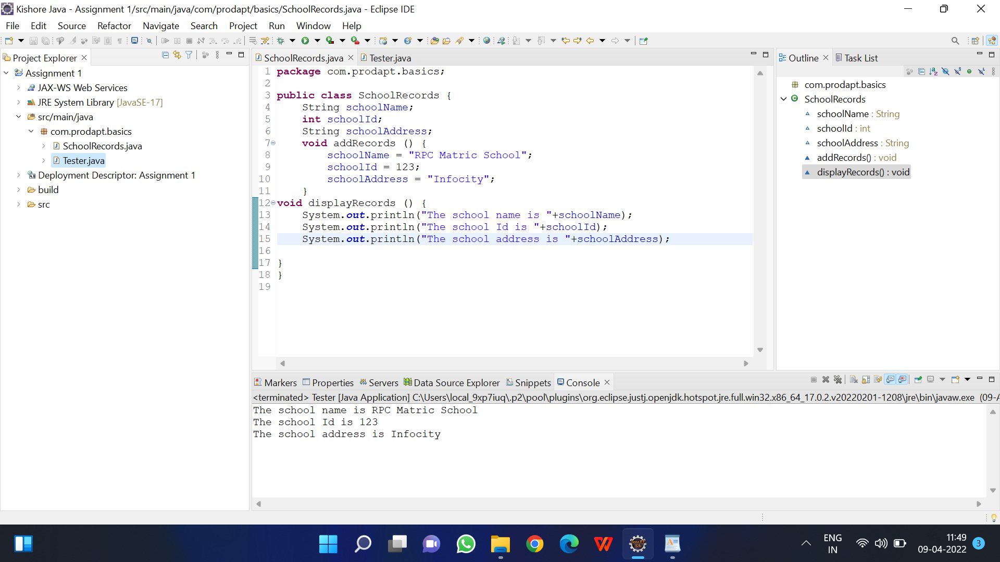 Kishore Java - Assignment 1/src/main/java/com/prodapt/basics/SchoolRecords.java - Eclipse IDE
File Edit Source Refactor Navigate Search Project Run Window Help
Project Explorer
Assignment 1
JAX-WS Web Services
JRE System Library [JavaSE-17]
src/main/java
com.prodapt.basics
SchoolRecords.java
Tester.java
Deployment Descriptor: Assignment 1
build
src
SchoolRecords.java Tester.java
1 package com.prodapt.basics;
2
3 public class SchoolRecords {
4 String schoolName;
5 int schoolId;
6 String schoolAddress;
7 void addRecords () {
8 schoolName = "RPC Matric School";
9 schoolId = 123;
10 schoolAddress = "Infocity";
11 }
12 void displayRecords () {
13 System.out.println("The school name is "+schoolName);
14 System.out.println("The school Id is "+schoolId);
15 System.out.println("The school address is "+schoolAddress);
16
17 }
18 }
19
Outline Task List
com.prodapt.basics
SchoolRecords
schoolName : String
schoolId : int
schoolAddress : String
addRecords() : void
displayRecords() : void
Markers Properties Servers Data Source Explorer Snippets Console
<terminated> Tester [Java Application] C:\Users\local_9xp7iuq\.p2\pool\plugins\org.eclipse.justj.openjdk.hotspot.jre.full.win32.x86_64_17.0.2.v20220201-1208\jre\bin\javaw.exe (09-A
The school name is RPC Matric School
The school Id is 123
The school address is Infocity
ENG
IN
11:49
09-04-2022
3